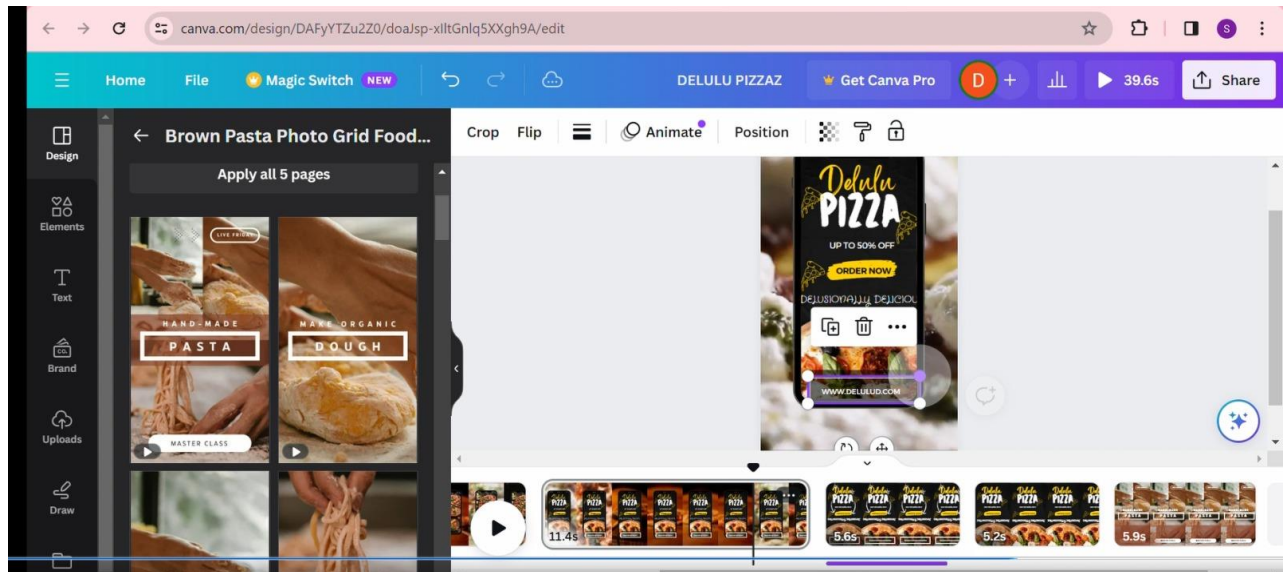 canva.com/design/DAFyYTZu2Z0/doaJsp-xIltGnlq5XXgh9A/edit
S
Home File Magic Switch NEW DELULU PIZZAZ Get Canva Pro D + 39.6s Share
Design
Elements
Text
CO.
Brand
Uploads
Draw
Brown Pasta Photo Grid Food...
Apply all 5 pages
LIVE FRIDAY
HAND-MADE
PASTA
MASTER CLASS
MAKE ORGANIC
DOUGH
Crop Flip Animate Position
Delulu
PIZZA
UP TO 50% OFF
ORDER NOW
DELUSIONALLY DELICIOU
WWW.DELULUD.COM
11.4s
5.6s
5.2s
5.9s